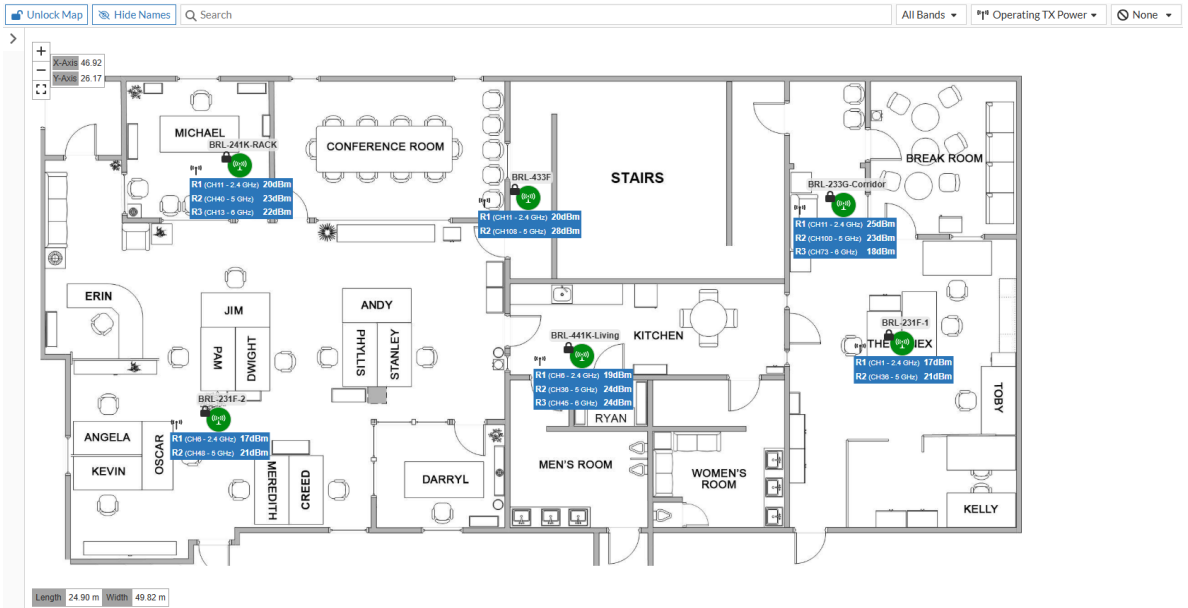 Unlock Map Hide Names Search All Bands Operating TX Power None
+
X-Axis 46.92
−
Y-Axis 26.17
MICHAEL
BRL-241K-RACK
R1 (CH11 - 2.4 GHz) 20dBm
R2 (CH40 - 5 GHz) 23dBm
R3 (CH13 - 6 GHz) 22dBm
CONFERENCE ROOM
BRL-433F
R1 (CH11 - 2.4 GHz) 20dBm
R2 (CH108 - 5 GHz) 28dBm
STAIRS
BRL-233G-Corridor
R1 (CH11 - 2.4 GHz) 25dBm
R2 (CH100 - 5 GHz) 23dBm
R3 (CH73 - 6 GHz) 18dBm
BREAK ROOM
ERIN
JIM
PAM
DWIGHT
ANDY
PHYLLIS
STANLEY
BRL-441K-Living
R1 (CH6 - 2.4 GHz) 19dBm
R2 (CH36 - 5 GHz) 24dBm
R3 (CH45 - 6 GHz) 24dBm
KITCHEN
RYAN
BRL-231F-1
THE NEX
R1 (CH1 - 2.4 GHz) 17dBm
R2 (CH36 - 5 GHz) 21dBm
TOBY
BRL-231F-2
R1 (CH6 - 2.4 GHz) 17dBm
R2 (CH48 - 5 GHz) 21dBm
ANGELA
KEVIN
OSCAR
MEREDITH
CREED
DARRYL
MEN'S ROOM
WOMEN'S
ROOM
KELLY
Length 24.90 m Width 49.82 m